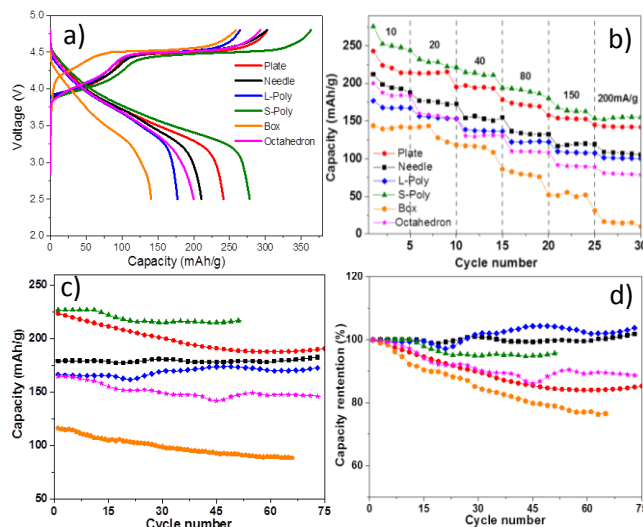 a)
Voltage (V)
5.0
4.5
4.0
3.5
3.0
2.5
2.0
Plate
Needle
L-Poly
S-Poly
Box
Octahedron
0 50 100 150 200 250 300 350
Capacity (mAh/g)
b)
Capacity (mAh/g)
250
200
150
100
50
0
10 20 40 80 150 200mA/g
Plate
Needle
L-Poly
S-Poly
Box
Octahedron
5 10 15 20 25 30
Cycle number
c)
Capacity (mAh/g)
250
200
150
100
50
0 15 30 45 60 75
Cycle number
d)
Capacity rentention (%)
120
100
80
60
40
0 15 30 45 60 75
Cycle number